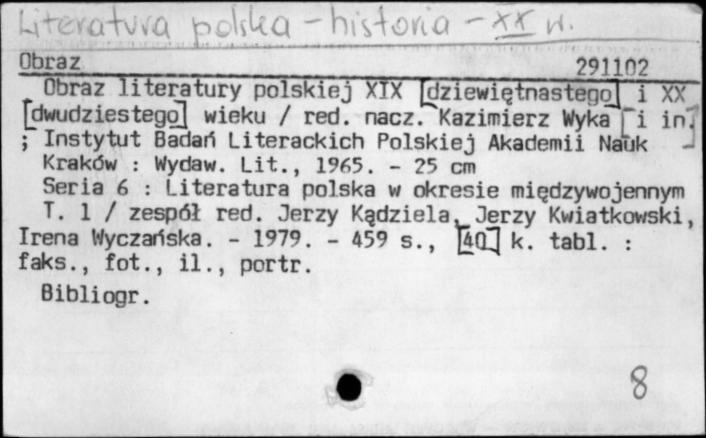 Literatura polska – historia – XX w.
Obraz 291102
Obraz literatury polskiej XIX [dziewiętnastego] i XX
[dwudziestego] wieku / red. nacz. Kazimierz Wyka [i in.]
; Instytut Badań Literackich Polskiej Akademii Nauk
Kraków : Wydaw. Lit., 1965. - 25 cm
Seria 6 : Literatura polska w okresie międzywojennym
T. 1 / zespół red. Jerzy Kądziela, Jerzy Kwiatkowski,
Irena Wyczańska. - 1979. - 459 s., [40] k. tabl. :
faks., fot., il., portr.
Bibliogr.
8